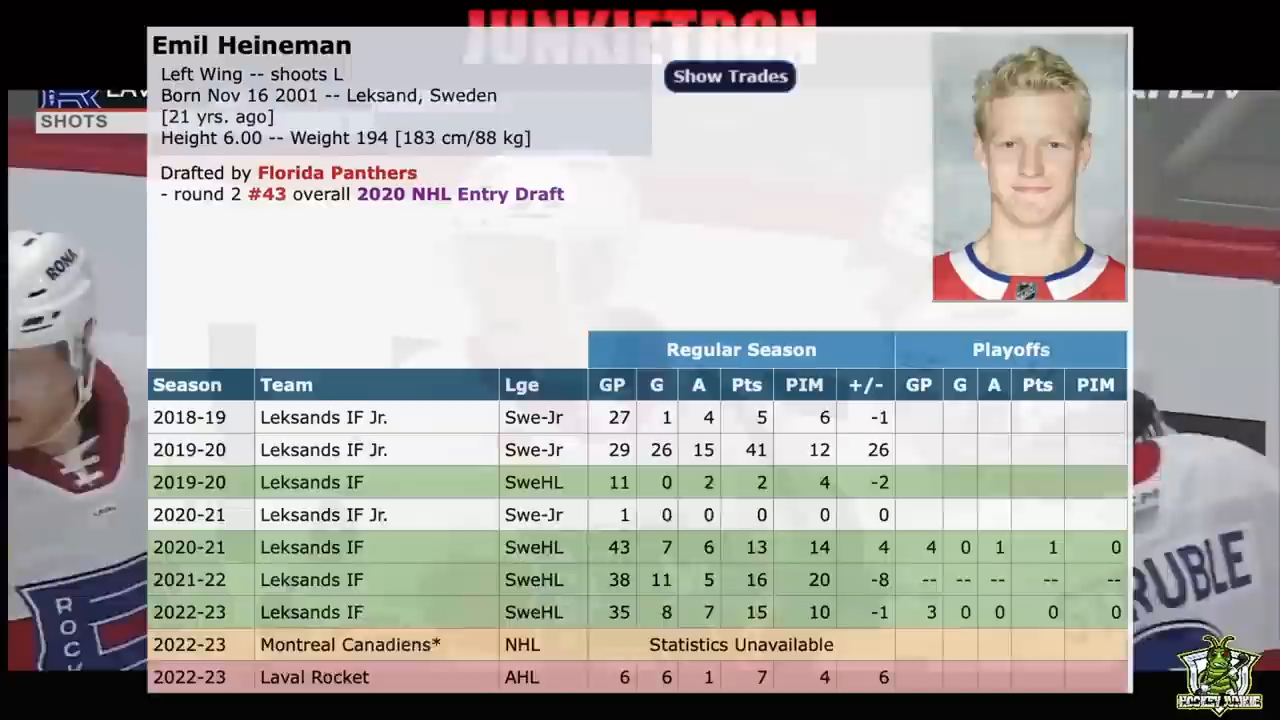 JUNKIETRON
Emil Heineman
Left Wing -- shoots L
Born Nov 16 2001 -- Leksand, Sweden
[21 yrs. ago]
Height 6.00 -- Weight 194 [183 cm/88 kg]
Show Trades
Drafted by Florida Panthers
- round 2 #43 overall 2020 NHL Entry Draft
SHOTS
RONA
Regular Season Playoffs
Season Team Lge GP G A Pts PIM +/- GP G A Pts PIM
2018-19 Leksands IF Jr. Swe-Jr 27 1 4 5 6 -1
2019-20 Leksands IF Jr. Swe-Jr 29 26 15 41 12 26
2019-20 Leksands IF SweHL 11 0 2 2 4 -2
2020-21 Leksands IF Jr. Swe-Jr 1 0 0 0 0 0
2020-21 Leksands IF SweHL 43 7 6 13 14 4 4 0 1 1 0
2021-22 Leksands IF SweHL 38 11 5 16 20 -8 -- -- -- -- --
2022-23 Leksands IF SweHL 35 8 7 15 10 -1 3 0 0 0 0
2022-23 Montreal Canadiens* NHL Statistics Unavailable
2022-23 Laval Rocket AHL 6 6 1 7 4 6
RUBLE
ROCK
HOCKEY JUNKIE